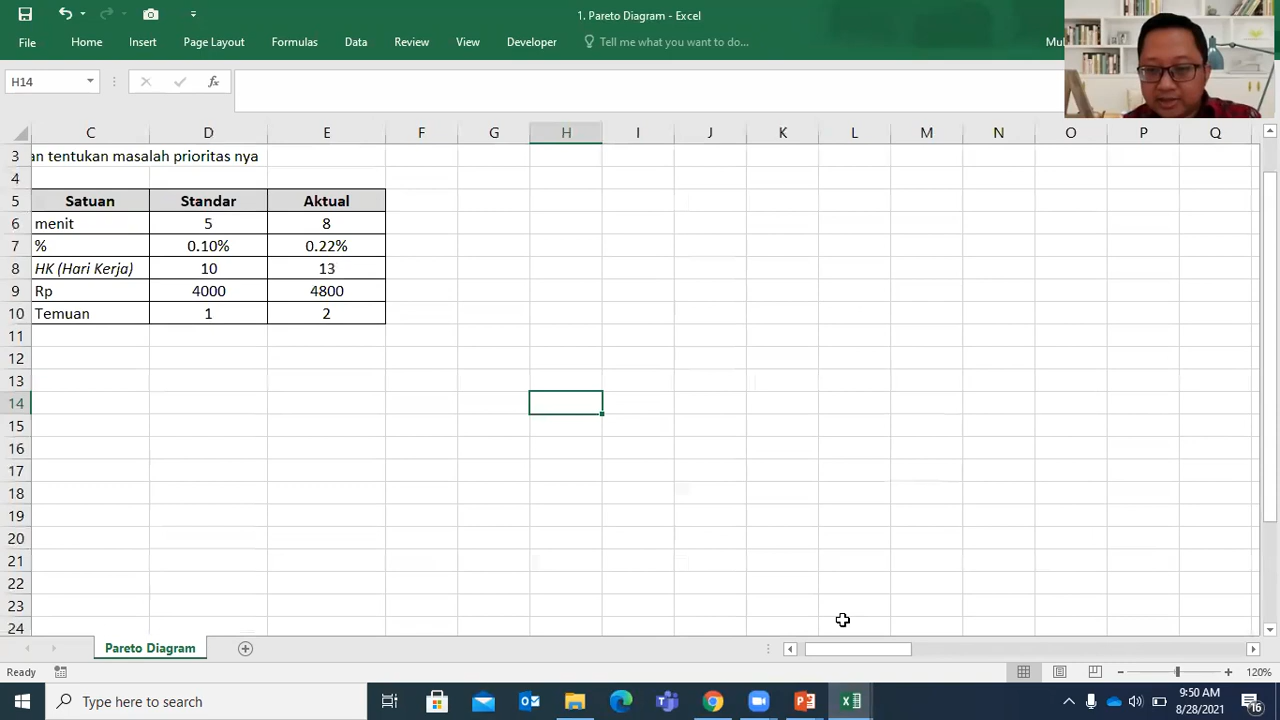 1. Pareto Diagram - Excel
Mu
File Home Insert Page Layout Formulas Data Review View Developer Tell me what you want to do...
H14 fx
C D E F G H I J K L M N O P Q
3 an tentukan masalah prioritas nya
4
5 Satuan Standar Aktual
6 menit 5 8
7 % 0.10% 0.22%
8 HK (Hari Kerja) 10 13
9 Rp 4000 4800
10 Temuan 1 2
11
12
13
14
15
16
17
18
19
20
21
22
23
24
Pareto Diagram
Ready 120%
Type here to search
9:50 AM
8/28/2021
16